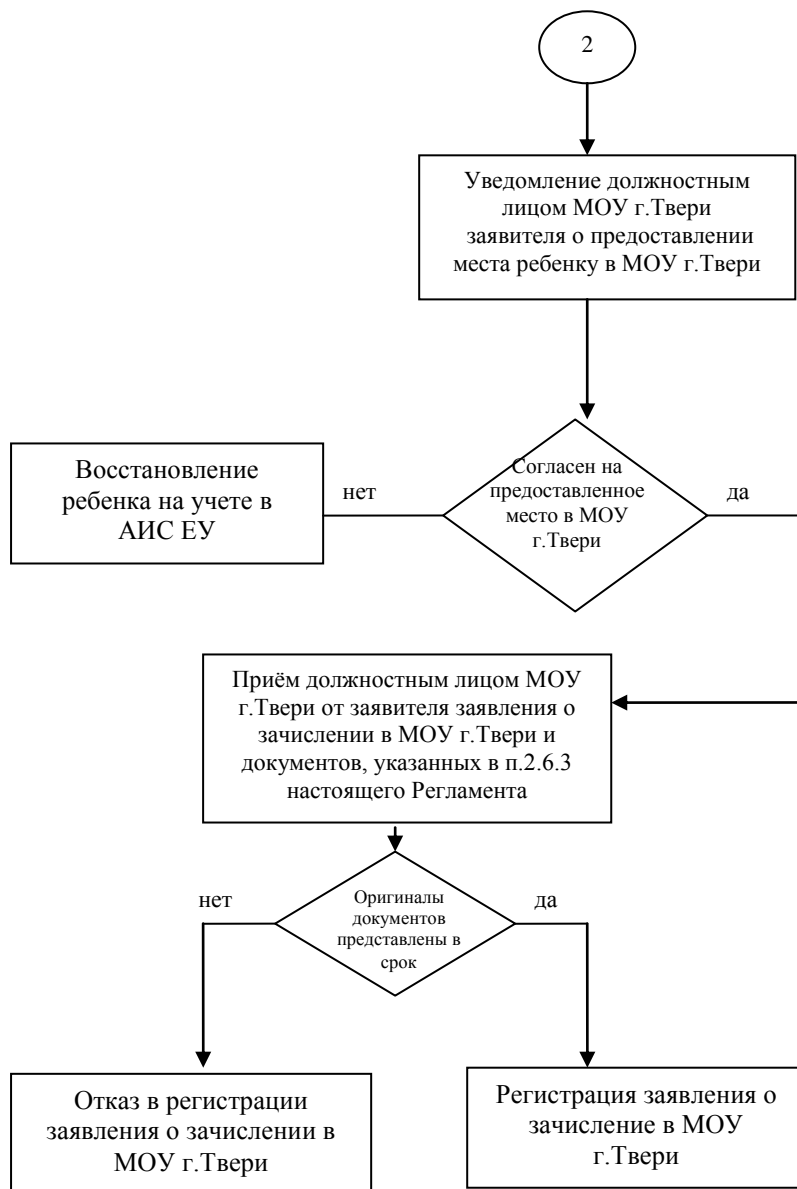 2
Уведомление должностным
лицом МОУ г.Твери
заявителя о предоставлении
места ребенку в МОУ г.Твери
Восстановление
ребенка на учете в
АИС ЕУ
нет
Согласен на
предоставленное
место в МОУ
г.Твери
да
Приём должностным лицом МОУ
г.Твери от заявителя заявления о
зачислении в МОУ г.Твери и
документов, указанных в п.2.6.3
настоящего Регламента
нет
Оригиналы
документов
представлены в
срок
да
Отказ в регистрации
заявления о зачислении в
МОУ г.Твери
Регистрация заявления о
зачисление в МОУ
г.Твери